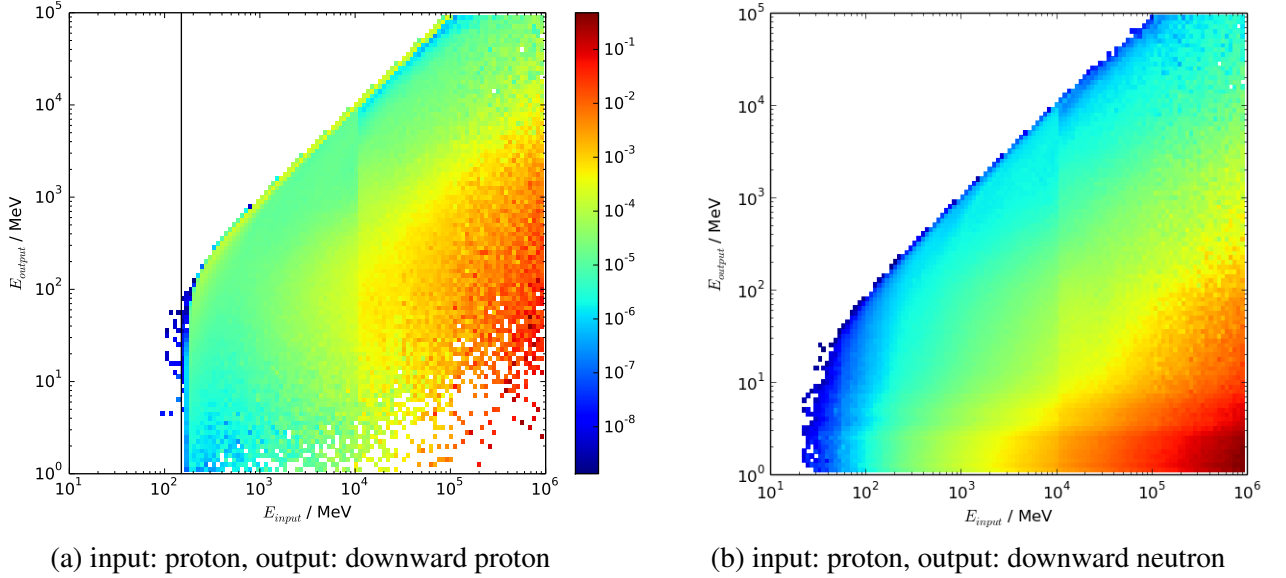 10^5
10^4
10^3
10^2
10^1
10^0
E_output / MeV
10^1 10^2 10^3 10^4 10^5 10^6
E_input / MeV
10^-1
10^-2
10^-3
10^-4
10^-5
10^-6
10^-7
10^-8
10^5
10^4
10^3
10^2
10^1
10^0
E_output / MeV
10^1 10^2 10^3 10^4 10^5 10^6
E_input / MeV
(a) input: proton, output: downward proton
(b) input: proton, output: downward neutron